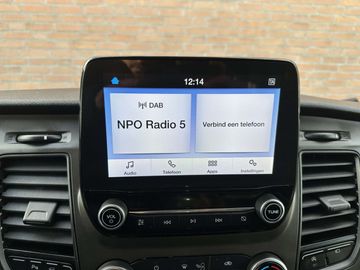 12:14
DAB
NPO Radio 5
Verbind een telefoon
Audio
Telefoon
Apps
Instellingen
VOL
TUNE